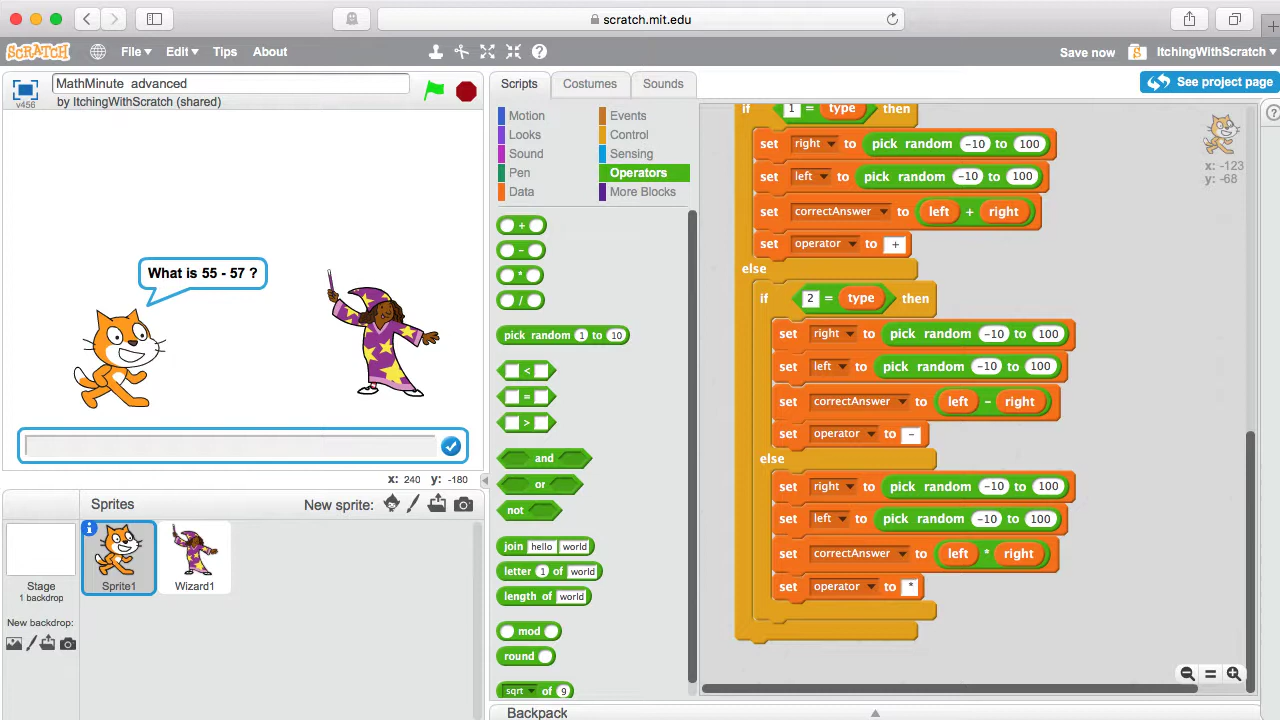 scratch.mit.edu
SCRATCH File Edit Tips About Save now ItchingWithScratch
v456 MathMinute advanced
by ItchingWithScratch (shared)
Scripts Costumes Sounds
See project page
What is 55 - 57 ?
x: 240 y: -180
Sprites New sprite:
Stage
1 backdrop
New backdrop:
Sprite1
Wizard1
Motion Events
Looks Control
Sound Sensing
Pen Operators
Data More Blocks
+
-
*
/
pick random 1 to 10
<
=
>
and
or
not
join hello world
letter 1 of world
length of world
mod
round
sqrt of 9
if 1 = type then
set right to pick random -10 to 100
set left to pick random -10 to 100
set correctAnswer to left + right
set operator to +
else
if 2 = type then
set right to pick random -10 to 100
set left to pick random -10 to 100
set correctAnswer to left - right
set operator to -
else
set right to pick random -10 to 100
set left to pick random -10 to 100
set correctAnswer to left * right
set operator to *
x: -123
y: -68
Backpack